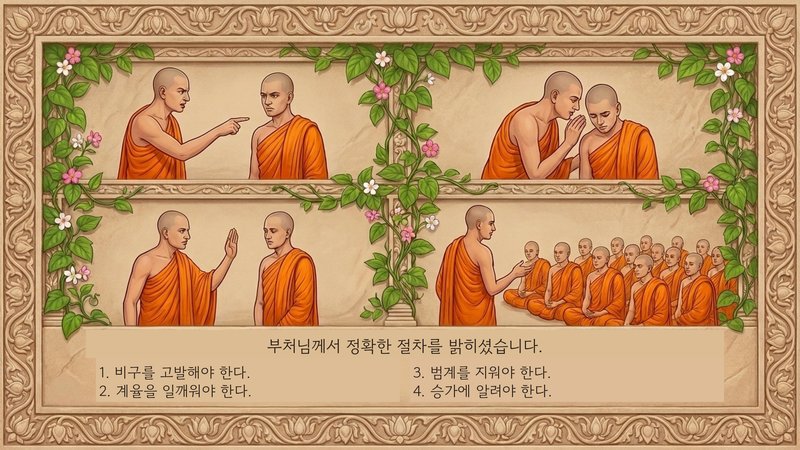 부처님께서 정확한 절차를 밝히셨습니다.
1. 비구를 고발해야 한다.
2. 계율을 일깨워야 한다.
3. 범계를 지워야 한다.
4. 승가에 알려야 한다.